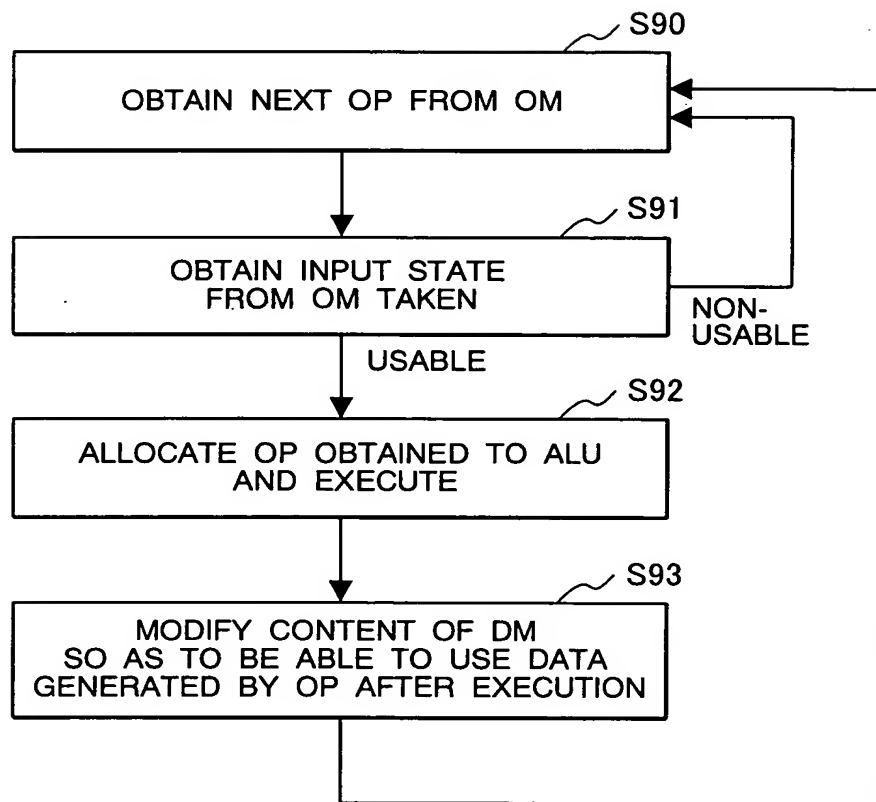 S90
OBTAIN NEXT OP FROM OM
S91
OBTAIN INPUT STATE
FROM OM TAKEN
NON-
USABLE
USABLE
S92
ALLOCATE OP OBTAINED TO ALU
AND EXECUTE
S93
MODIFY CONTENT OF DM
SO AS TO BE ABLE TO USE DATA
GENERATED BY OP AFTER EXECUTION